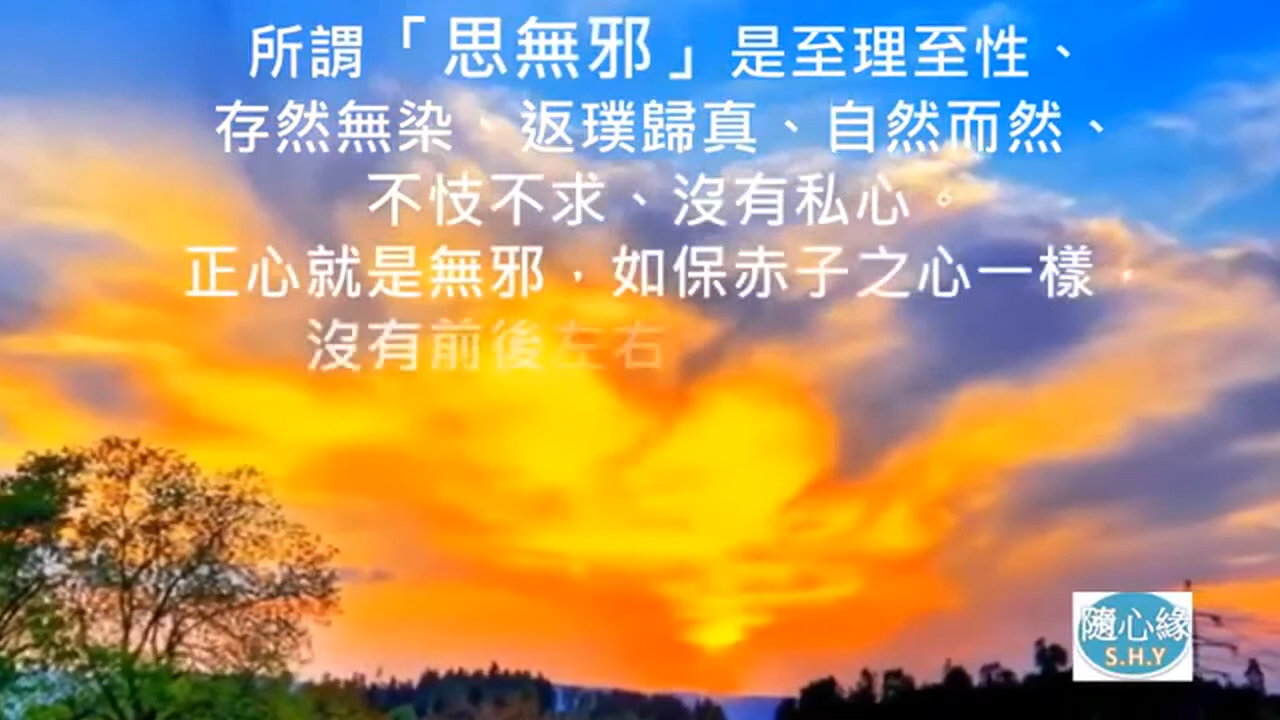 所謂「思無邪」是至理至性、
存然無染、返璞歸真、自然而然、
不忮不求、沒有私心。
正心就是無邪，如保赤子之心一樣，
沒有前後左右
隨心緣
S.H.Y